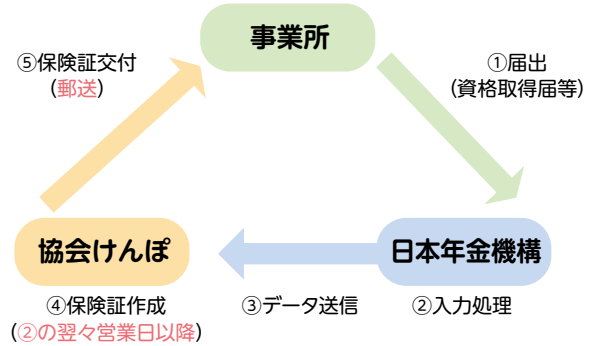 事業所
⑤保険証交付
(郵送)
①届出
(資格取得届等)
協会けんぽ
日本年金機構
④保険証作成
(②の翌々営業日以降)
③データ送信
②入力処理